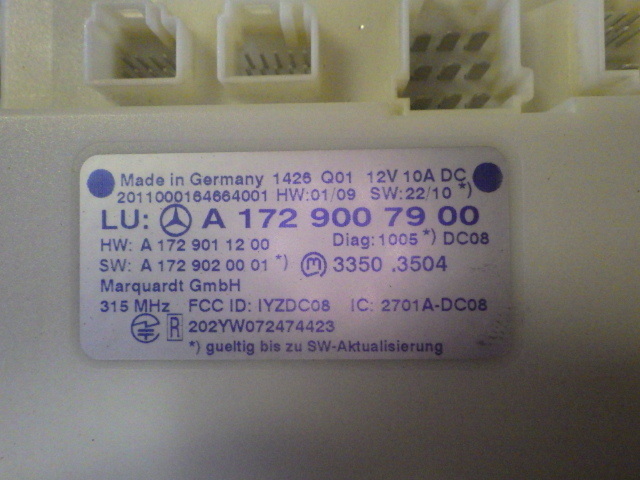 Made in Germany 1426 Q01 12V 10A DC
2011000164664001 HW:01/09 SW:22/10 *)
LU: A 172 900 79 00
HW: A 172 901 12 00 Diag:1005 *) DC08
SW: A 172 902 00 01 *) m 3350 .3504
Marquardt GmbH
315 MHz FCC ID: IYZDC08 IC: 2701A-DC08
R 202YW072474423
*) gueltig bis zu SW-Aktualisierung